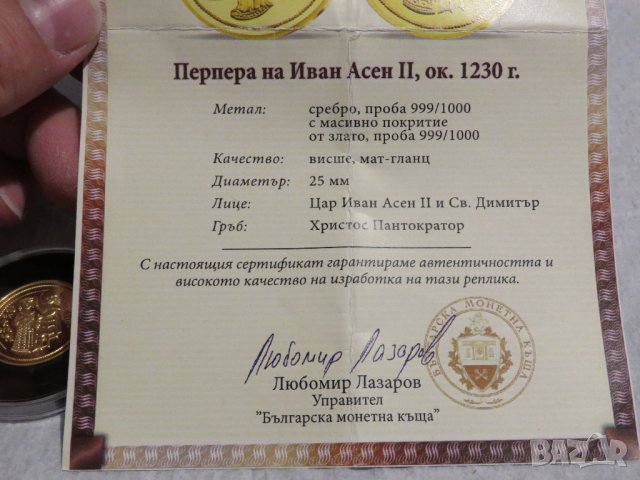 Перпера на Иван Асен II, ок. 1230 г.
Метал: сребро, проба 999/1000
с масивно покритие
от злато, проба 999/1000
Качество: висше, мат-гланц
Диаметър: 25 мм
Лице: Цар Иван Асен II и Св. Димитър
Гръб: Христос Пантократор
С настоящия сертификат гарантираме автентичността и
високото качество на изработка на тази реплика.
Любомир Лазаров
Любомир Лазаров
Управител
"Българска монетна къща"
БЪЛГАРСКА МОНЕТНА КЪЩА
BAZAR